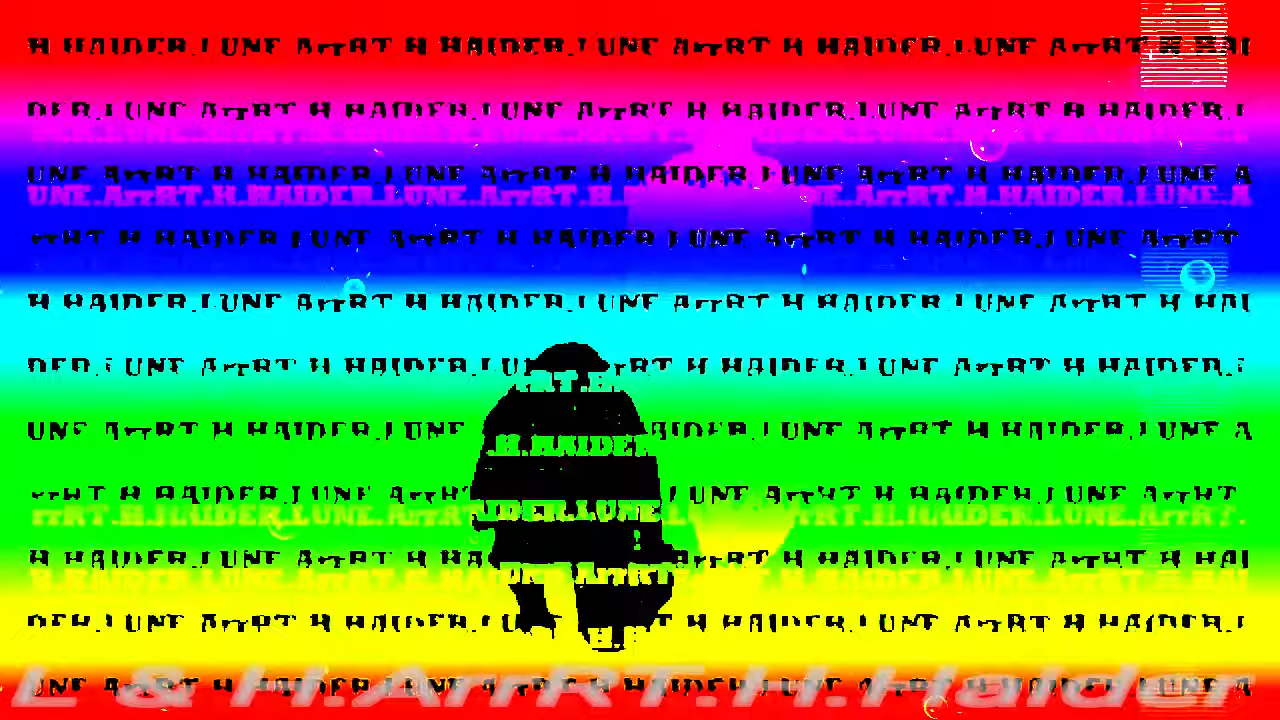 H.HAIDER.LUNE.ArrRT.H.HAIDER.LUNE.ArrRT.H.HAIDER.LUNE.ArrRT.H.HAI
DER.LUNE.ArrRT.H.HAIDER.LUNE.ArrRT.H.HAIDER.LUNE.ArrRT.H.HAIDER.L
UNE.ArrRT.H.HAIDER.LUNE.ArrRT.H.HAIDER.LUNE.ArrRT.H.HAIDER.LUNE.A
rrRT.H.HAIDER.LUNE.ArrRT.H.HAIDER.LUNE.ArrRT.H.HAIDER.LUNE.ArrRT.
H.HAIDER.LUNE.ArrRT.H.HAIDER.LUNE.ArrRT.H.HAIDER.LUNE.ArrRT.H.HAI
DER.LUNE.ArrRT.H.HAIDER.LUNE.ArrRT.H.HAIDER.LUNE.ArrRT.H.HAIDER.L
UNE.ArrRT.H.HAIDER.LUNE.ArrRT.H.HAIDER.LUNE.ArrRT.H.HAIDER.LUNE.A
rrRT.H.HAIDER.LUNE.ArrRT.H.HAIDER.LUNE.ArrRT.H.HAIDER.LUNE.ArrRT.
H.HAIDER.LUNE.ArrRT.H.HAIDER.LUNE.ArrRT.H.HAIDER.LUNE.ArrRT.H.HAI
DER.LUNE.ArrRT.H.HAIDER.LUNE.ArrRT.H.HAIDER.LUNE.ArrRT.H.HAIDER.L
UNE.ArrRT.H.HAIDER.LUNE.ArrRT.H.HAIDER.LUNE.ArrRT.H.HAIDER.LUNE.A
L & H.ArrRT.H.Haider